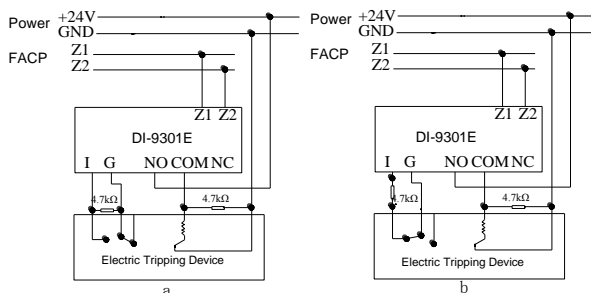 Power +24V
GND
FACP Z1
Z2
Z1 Z2
DI-9301E
I G NO COM NC
4.7kΩ 4.7kΩ
Electric Tripping Device
a
Power +24V
GND
FACP Z1
Z2
Z1 Z2
DI-9301E
I G NO COM NC
4.7kΩ 4.7kΩ
Electric Tripping Device
b